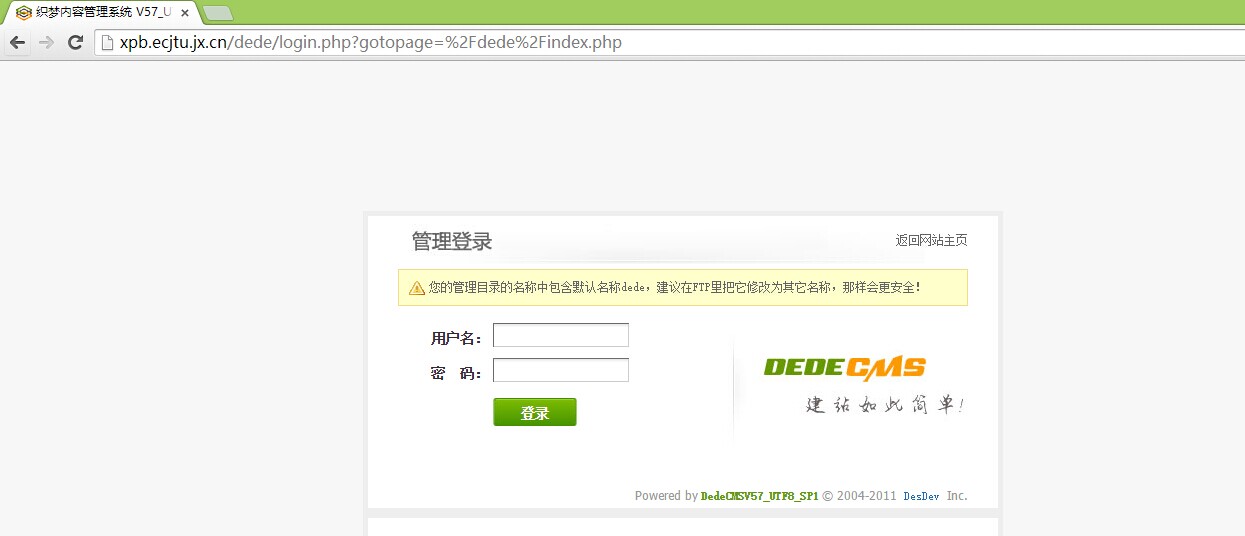 织梦内容管理系统 V57_U
xpb.ecjtu.jx.cn/dede/login.php?gotopage=%2Fdede%2Findex.php
管理登录
返回网站主页
您的管理目录的名称中包含默认名称dede，建议在FTP里把它修改为其它名称，那样会更安全！
用户名：
密 码：
登录
DEDECMS
建站如此简单!
Powered by DedeCMSV57_UTF8_SP1 © 2004-2011 DesDev Inc.